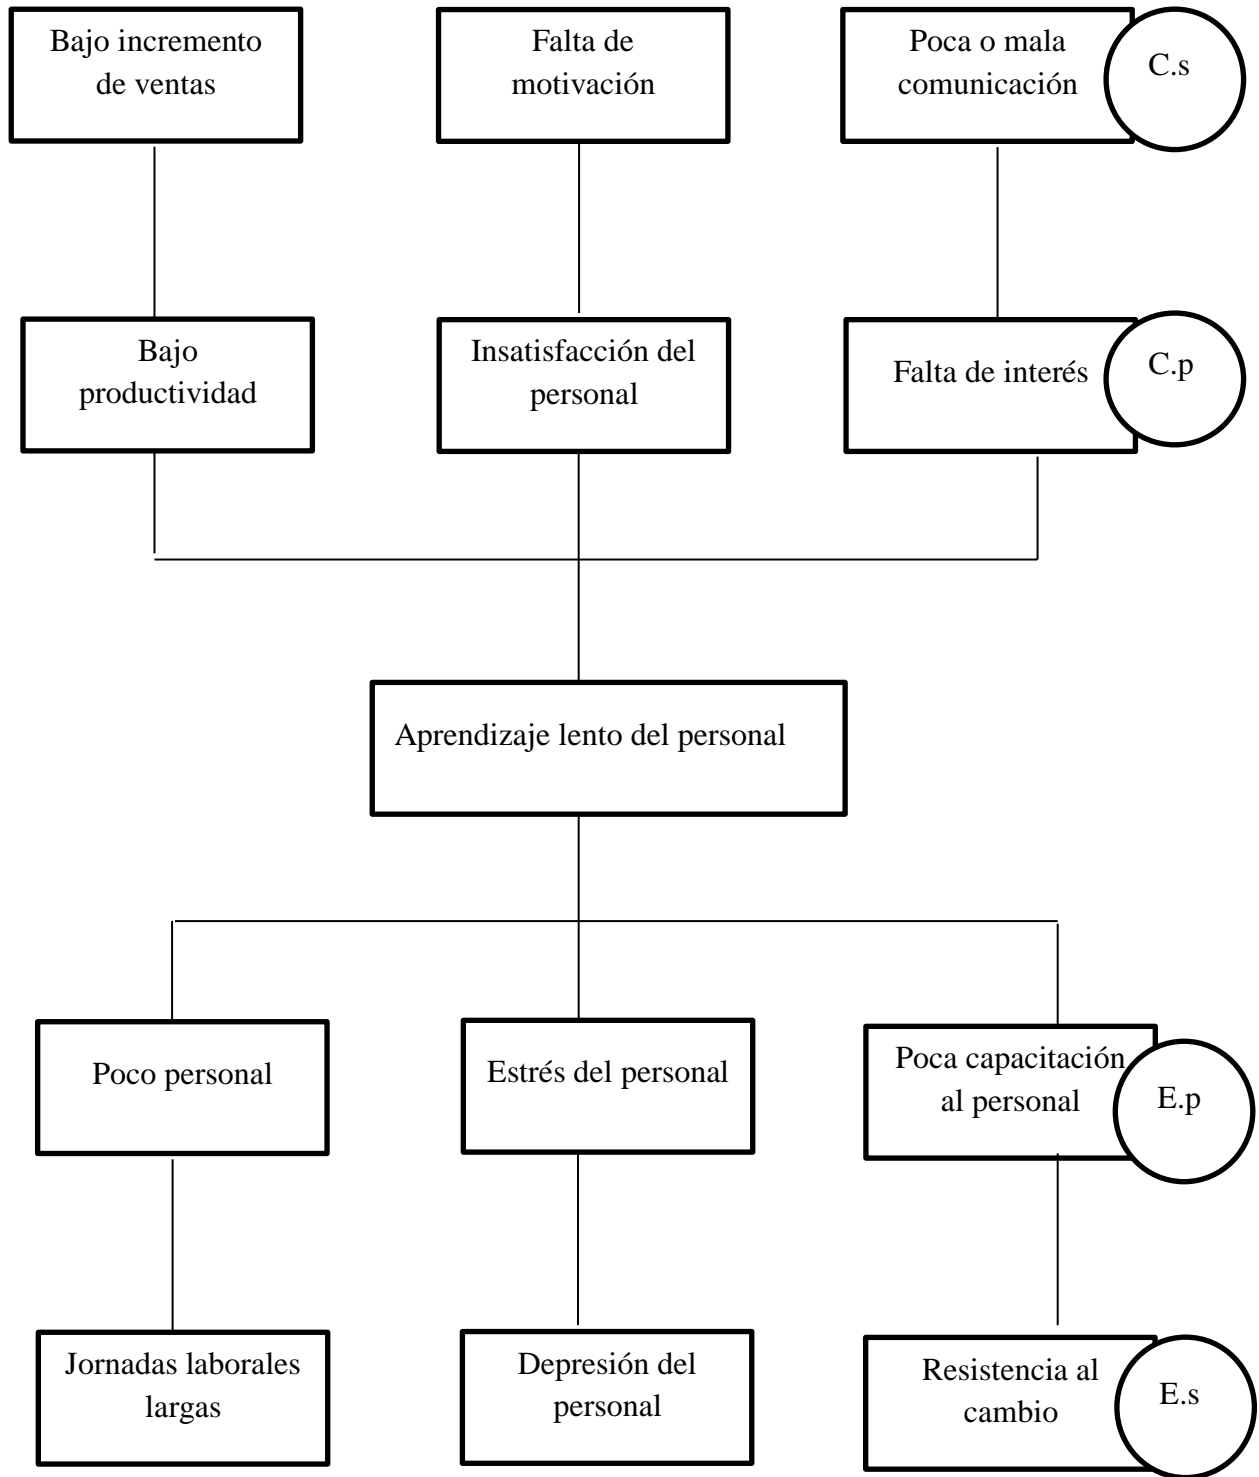 Bajo incremento
de ventas
Falta de
motivación
Poca o mala
comunicación
C.s
Bajo
productividad
Insatisfacción del
personal
Falta de interés
C.p
Aprendizaje lento del personal
Poco personal
Estrés del personal
Poca capacitación
al personal
E.p
Jornadas laborales
largas
Depresión del
personal
Resistencia al
cambio
E.s